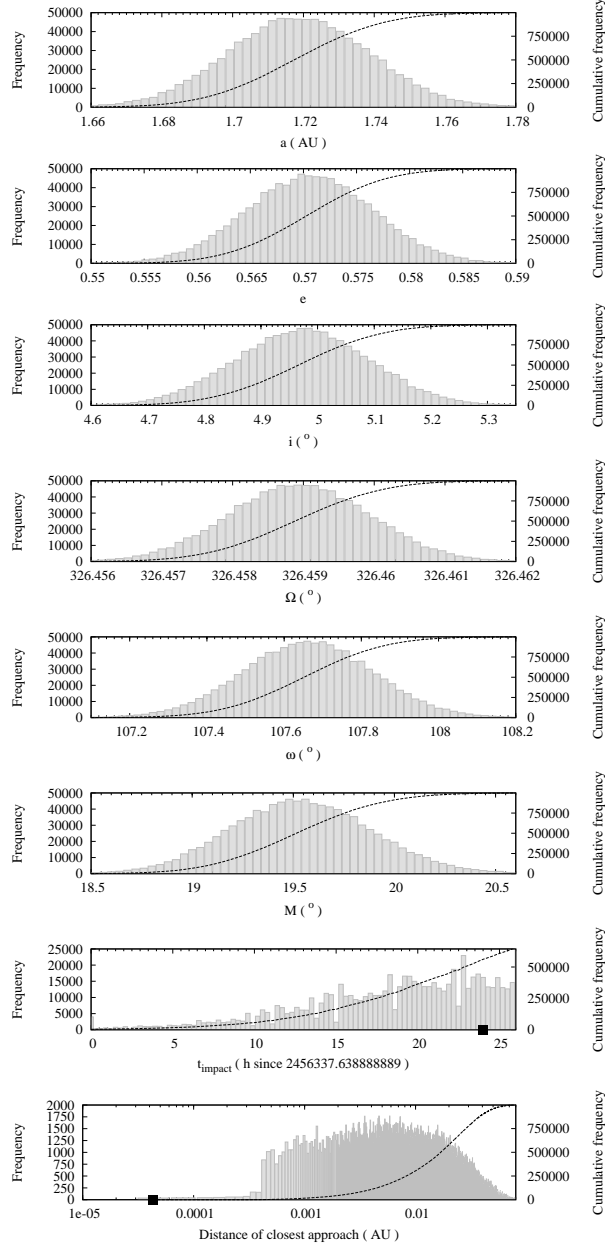 50000
40000
30000
20000
10000
0
Frequency
750000
500000
250000
0
Cumulative frequency
1.66 1.68 1.7 1.72 1.74 1.76 1.78
a ( AU )
50000
40000
30000
20000
10000
0
Frequency
750000
500000
250000
0
Cumulative frequency
0.55 0.555 0.56 0.565 0.57 0.575 0.58 0.585 0.59
e
50000
40000
30000
20000
10000
0
Frequency
750000
500000
250000
0
Cumulative frequency
4.6 4.7 4.8 4.9 5 5.1 5.2 5.3
i ( º )
50000
40000
30000
20000
10000
0
Frequency
750000
500000
250000
0
Cumulative frequency
326.456 326.457 326.458 326.459 326.46 326.461 326.462
Ω ( º )
50000
40000
30000
20000
10000
0
Frequency
750000
500000
250000
0
Cumulative frequency
107.2 107.4 107.6 107.8 108 108.2
ω ( º )
50000
40000
30000
20000
10000
0
Frequency
750000
500000
250000
0
Cumulative frequency
18.5 19 19.5 20 20.5
M ( º )
25000
20000
15000
10000
5000
0
Frequency
750000
500000
250000
0
Cumulative frequency
0 5 10 15 20 25
t_impact ( h since 2456337.638888889 )
2000
1750
1500
1250
1000
750
500
250
0
Frequency
750000
500000
250000
0
Cumulative frequency
1e-05 0.0001 0.001 0.01
Distance of closest approach ( AU )